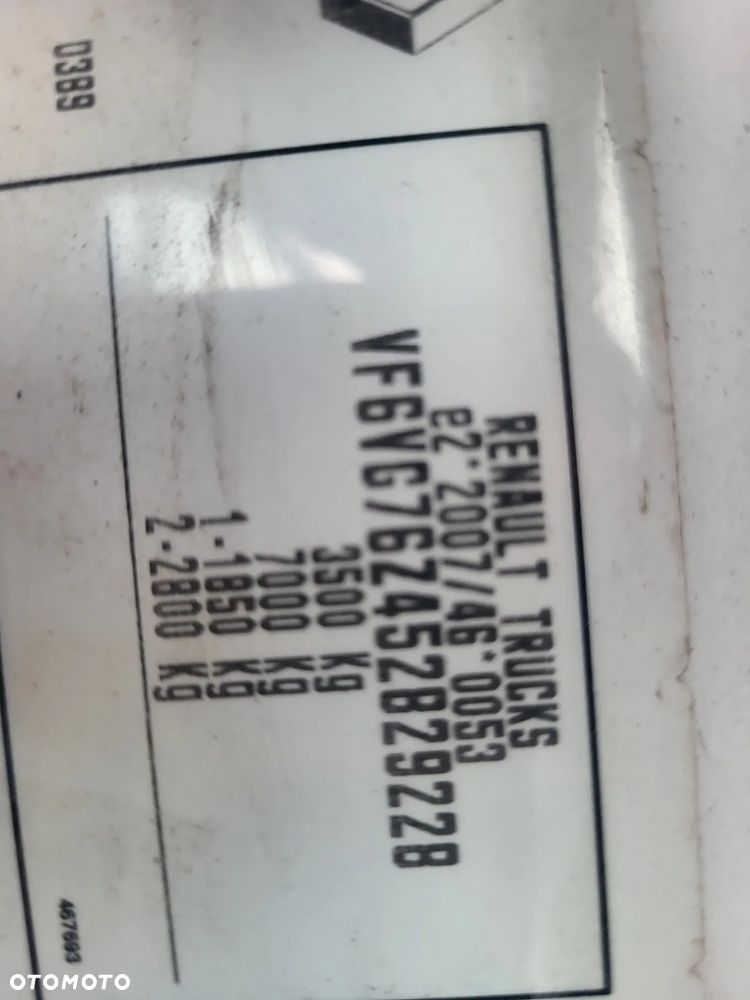 D389
RENAULT TRUCKS
e2*2007/46*0053
VF6VG76Z452829228
3500 Kg
7000 Kg
1-1850 Kg
2-2800 Kg
467693
OTOMOTO